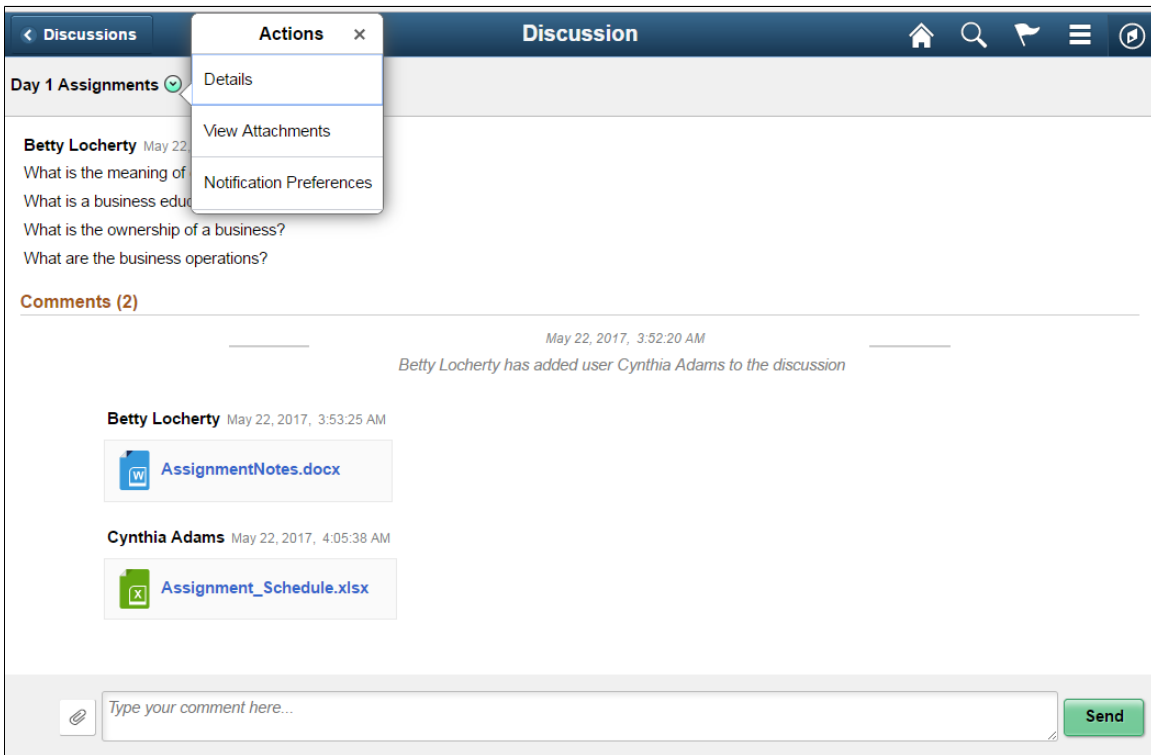 Discussions
Actions ×
Discussion
Day 1 Assignments
Details
View Attachments
Notification Preferences
Betty Locherty May 22,
What is the meaning of
What is a business educ
What is the ownership of a business?
What are the business operations?
Comments (2)
May 22, 2017, 3:52:20 AM
Betty Locherty has added user Cynthia Adams to the discussion
Betty Locherty May 22, 2017, 3:53:25 AM
W AssignmentNotes.docx
Cynthia Adams May 22, 2017, 4:05:38 AM
X Assignment_Schedule.xlsx
Type your comment here...
Send